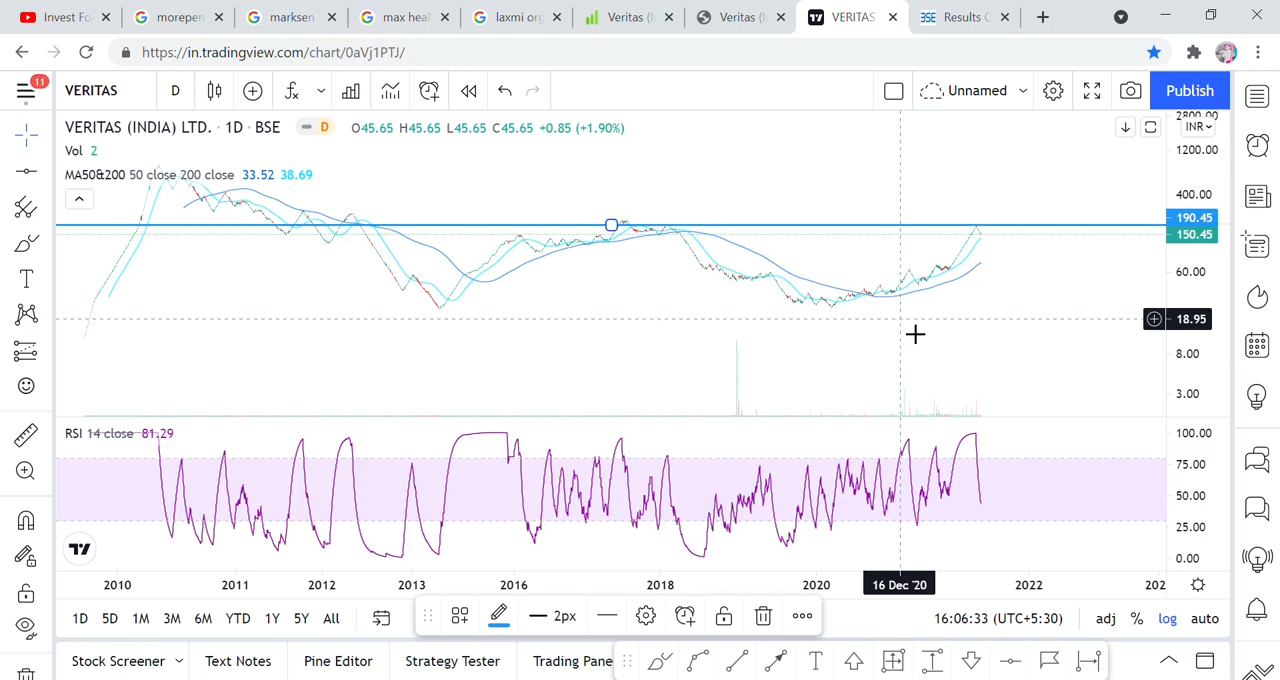 Invest Fo
morepen
marksen
max heal
laxmi org
Veritas (I
Veritas (I
VERITAS
BSE Results C
https://in.tradingview.com/chart/0aVj1PTJ/
11
VERITAS D Unnamed Publish
VERITAS (INDIA) LTD. · 1D · BSE D O45.65 H45.65 L45.65 C45.65 +0.85 (+1.90%)
INR
Vol 2
MA50&200 50 close 200 close 33.52 38.69
2800.00
1200.00
400.00
190.45
150.45
60.00
18.95
8.00
3.00
RSI 14 close 81.29
100.00
75.00
50.00
25.00
0.00
2010 2011 2012 2013 2016 2018 2020 16 Dec '20 2022 202
1D 5D 1M 3M 6M YTD 1Y 5Y All 2px 16:06:33 (UTC+5:30) adj % log auto
Stock Screener Text Notes Pine Editor Strategy Tester Trading Pane